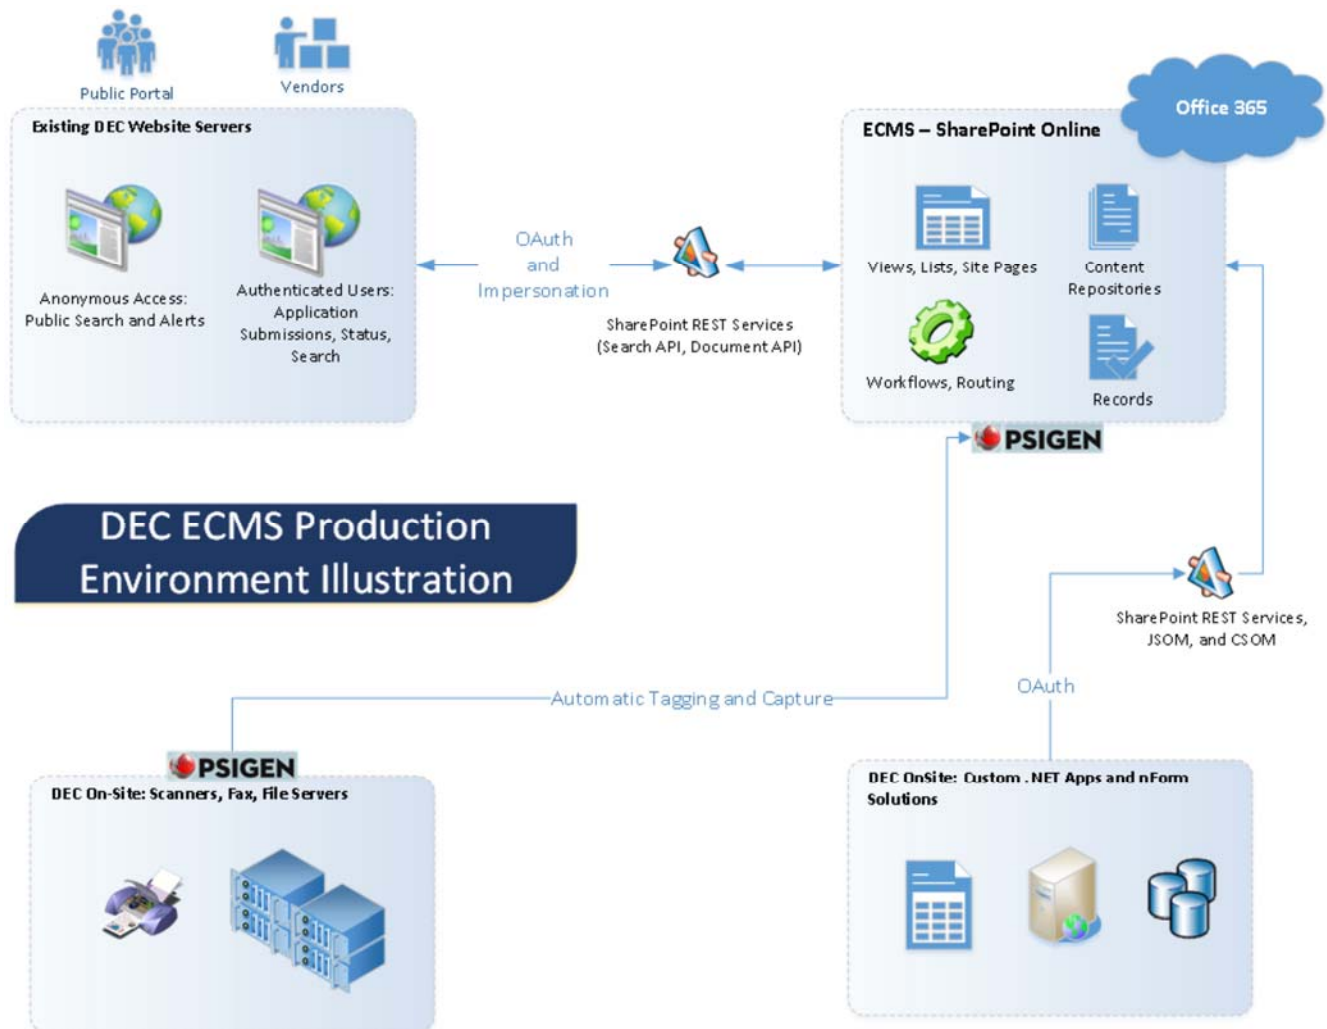 Public Portal
Vendors
Existing DEC Website Servers
Anonymous Access:
Public Search and Alerts
Authenticated Users:
Application
Submissions, Status,
Search
OAuth
and
Impersonation
SharePoint REST Services
(Search API, Document API)
Office 365
ECMS – SharePoint Online
Views, Lists, Site Pages
Content
Repositories
Workflows, Routing
Records
PSIGEN
DEC ECMS Production
Environment Illustration
SharePoint REST Services,
JSOM, and CSOM
OAuth
Automatic Tagging and Capture
PSIGEN
DEC On-Site: Scanners, Fax, File Servers
DEC OnSite: Custom .NET Apps and nForm
Solutions